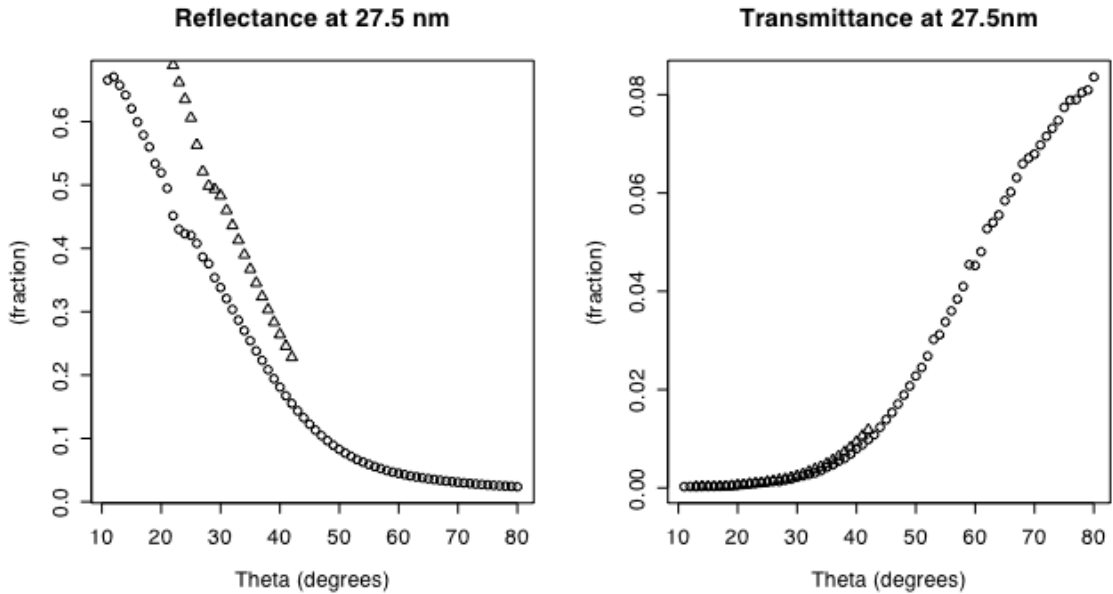 Reflectance at 27.5 nm
(fraction)
0.0 0.1 0.2 0.3 0.4 0.5 0.6
10 20 30 40 50 60 70 80
Theta (degrees)
Transmittance at 27.5nm
(fraction)
0.00 0.02 0.04 0.06 0.08
10 20 30 40 50 60 70 80
Theta (degrees)